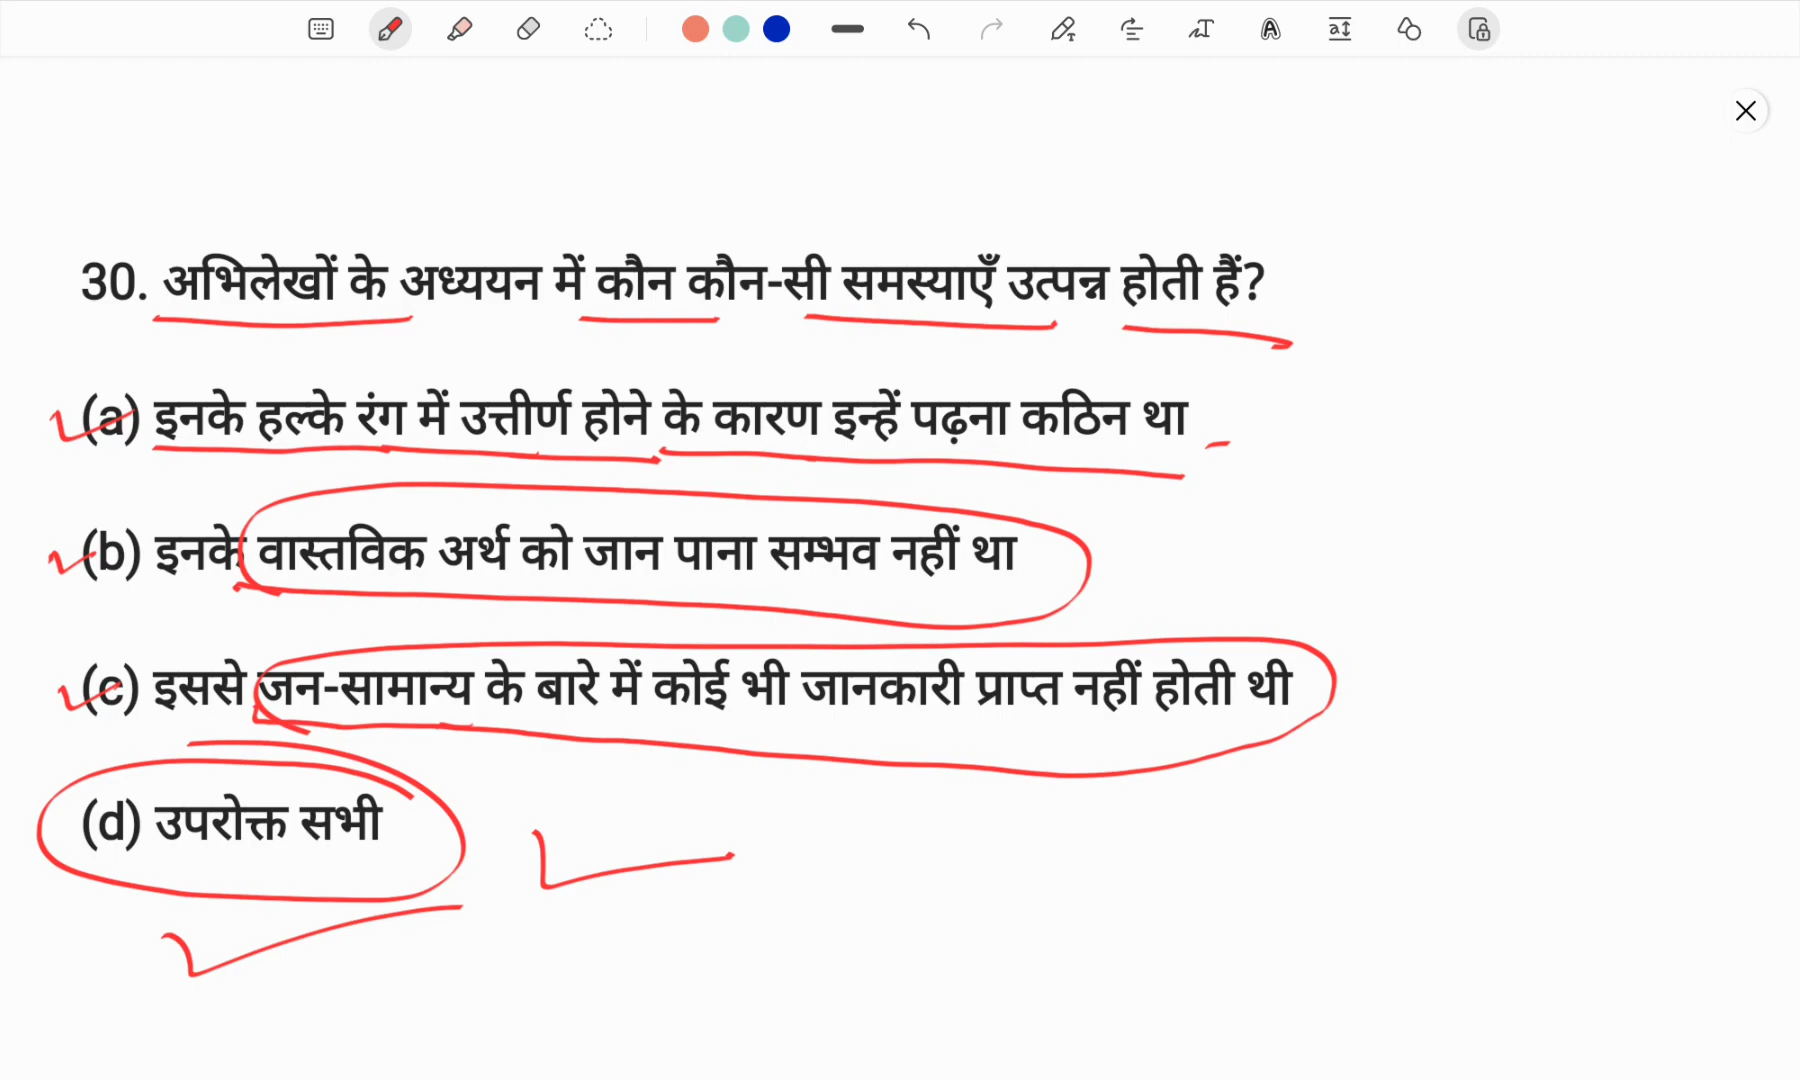 30. अभिलेखों के अध्ययन में कौन कौन-सी समस्याएँ उत्पन्न होती हैं?
(a) इनके हल्के रंग में उत्तीर्ण होने के कारण इन्हें पढ़ना कठिन था
(b) इनके वास्तविक अर्थ को जान पाना सम्भव नहीं था
(c) इससे जन-सामान्य के बारे में कोई भी जानकारी प्राप्त नहीं होती थी
(d) उपरोक्त सभी